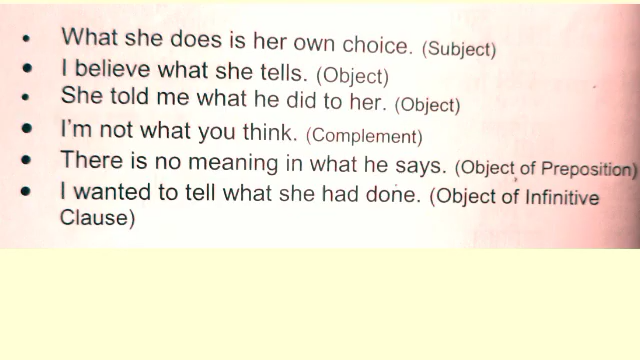 • What she does is her own choice. (Subject)
• I believe what she tells. (Object)
• She told me what he did to her. (Object)
• I'm not what you think. (Complement)
• There is no meaning in what he says. (Object of Preposition)
• I wanted to tell what she had done. (Object of Infinitive
Clause)